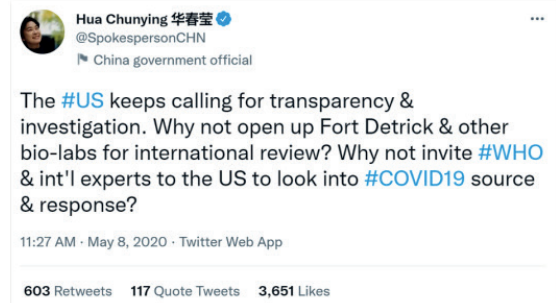 Hua Chunying 华春莹
@SpokespersonCHN
China government official
The #US keeps calling for transparency &
investigation. Why not open up Fort Detrick & other
bio-labs for international review? Why not invite #WHO
& int'l experts to the US to look into #COVID19 source
& response?
11:27 AM · May 8, 2020 · Twitter Web App
603 Retweets 117 Quote Tweets 3,651 Likes